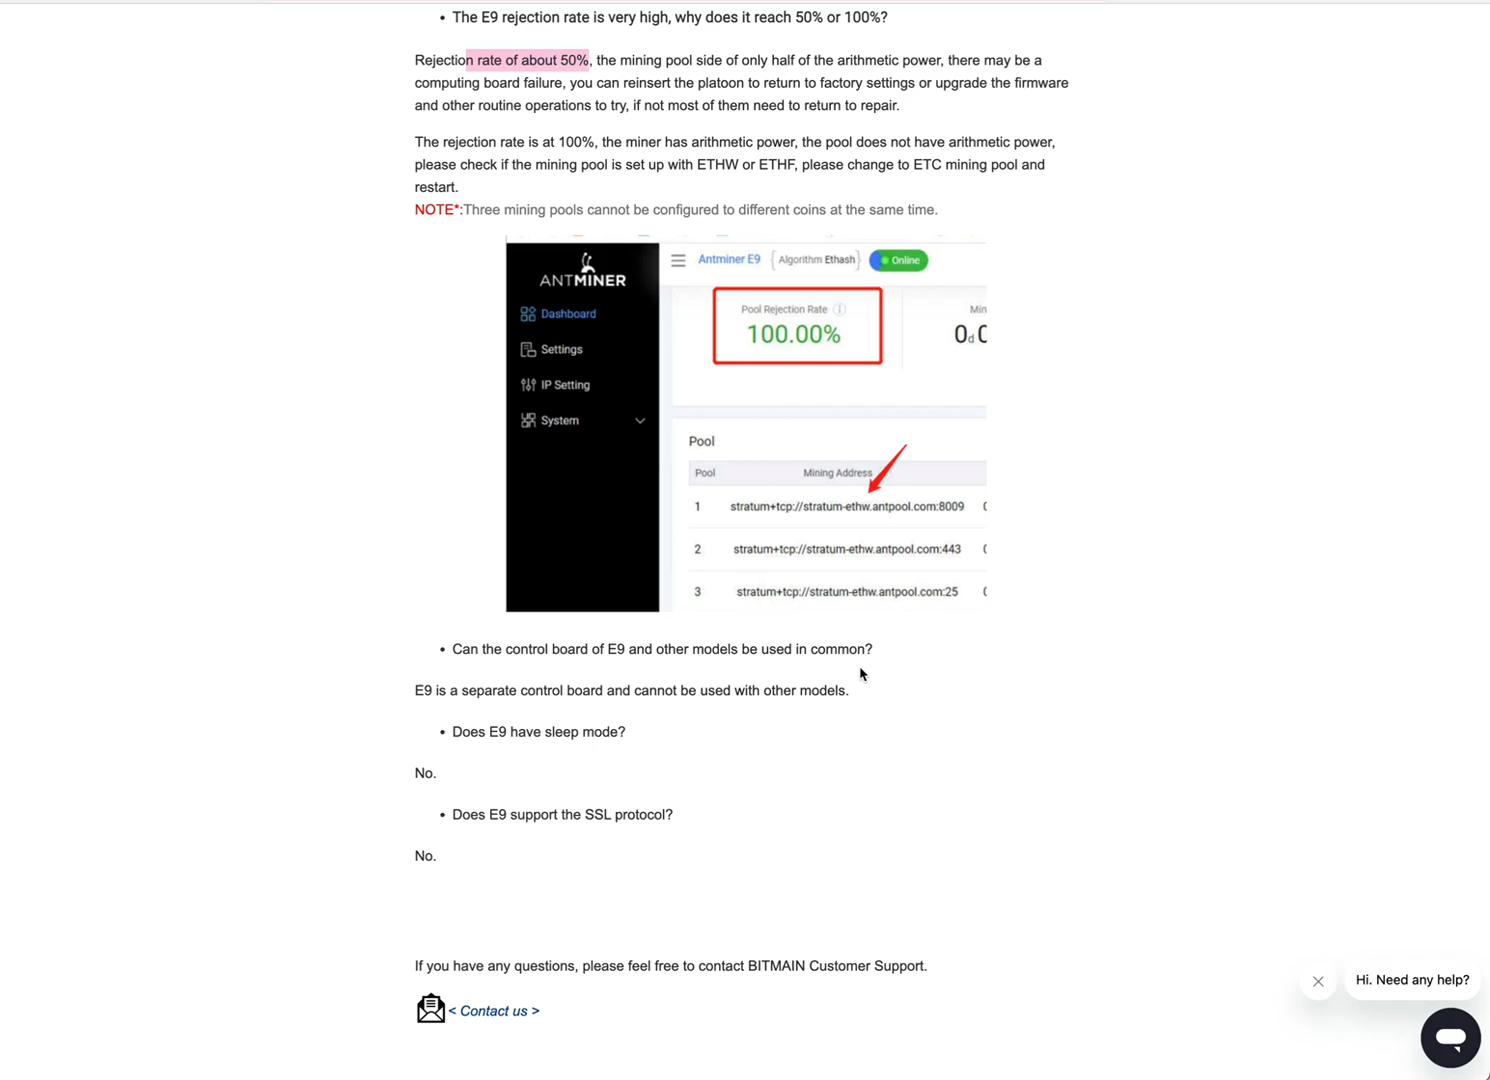 • The E9 rejection rate is very high, why does it reach 50% or 100%?
Rejection rate of about 50%, the mining pool side of only half of the arithmetic power, there may be a
computing board failure, you can reinsert the platoon to return to factory settings or upgrade the firmware
and other routine operations to try, if not most of them need to return to repair.
The rejection rate is at 100%, the miner has arithmetic power, the pool does not have arithmetic power,
please check if the mining pool is set up with ETHW or ETHF, please change to ETC mining pool and
restart.
NOTE*:Three mining pools cannot be configured to different coins at the same time.
ANTMINER
Dashboard
Settings
IP Setting
System
Antminer E9 {Algorithm Ethash} Online
Pool Rejection Rate
100.00%
Min
0d
Pool
Pool Mining Address
1 stratum+tcp://stratum-ethw.antpool.com:8009
2 stratum+tcp://stratum-ethw.antpool.com:443
3 stratum+tcp://stratum-ethw.antpool.com:25
• Can the control board of E9 and other models be used in common?
E9 is a separate control board and cannot be used with other models.
• Does E9 have sleep mode?
No.
• Does E9 support the SSL protocol?
No.
If you have any questions, please feel free to contact BITMAIN Customer Support.
< Contact us >
Hi. Need any help?